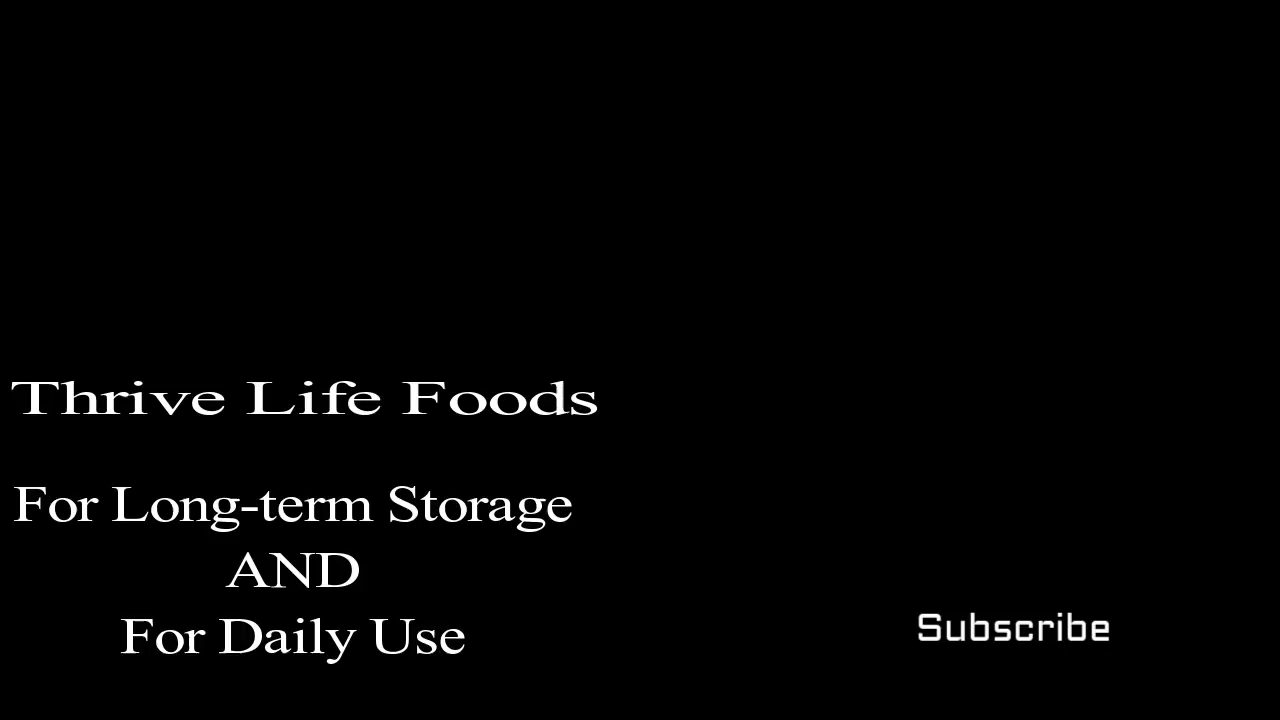 Thrive Life Foods
For Long-term Storage
AND
For Daily Use
Subscribe